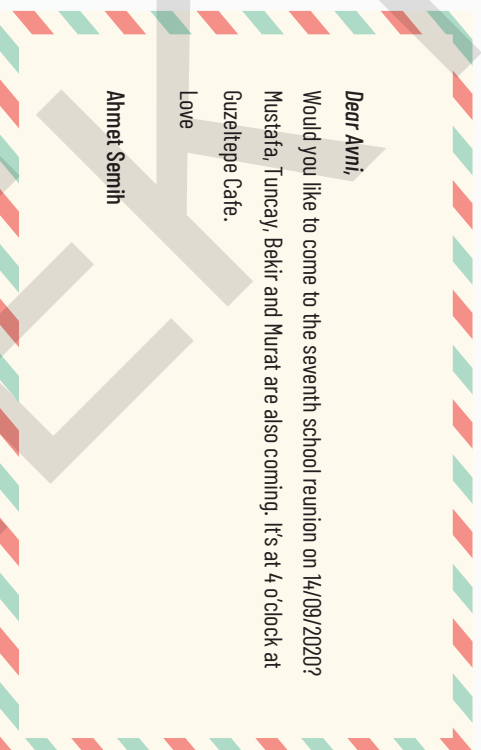 Dear Avni,
Would you like to come to the seventh school reunion on 14/09/2020?
Mustafa, Tuncay, Bekir and Murat are also coming. It's at 4 o'clock at
Guzeltepe Cafe.
Love
Ahmet Semih